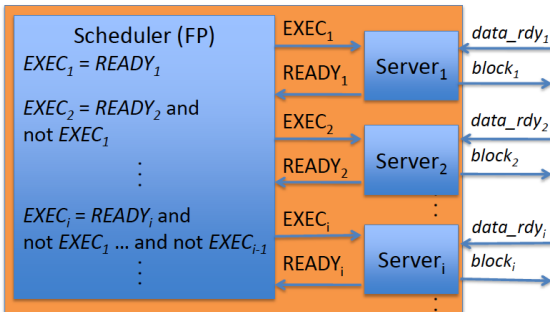 Scheduler (FP)
EXEC₁ = READY₁
EXEC₂ = READY₂ and
not EXEC₁
⋮
EXECᵢ = READYᵢ and
not EXEC₁ ... and not EXECᵢ₋₁
⋮
EXEC₁
READY₁
Server₁
data_rdy₁
block₁
EXEC₂
READY₂
Server₂
data_rdy₂
block₂
⋮
EXECᵢ
READYᵢ
Serverᵢ
data_rdyᵢ
blockᵢ
⋮